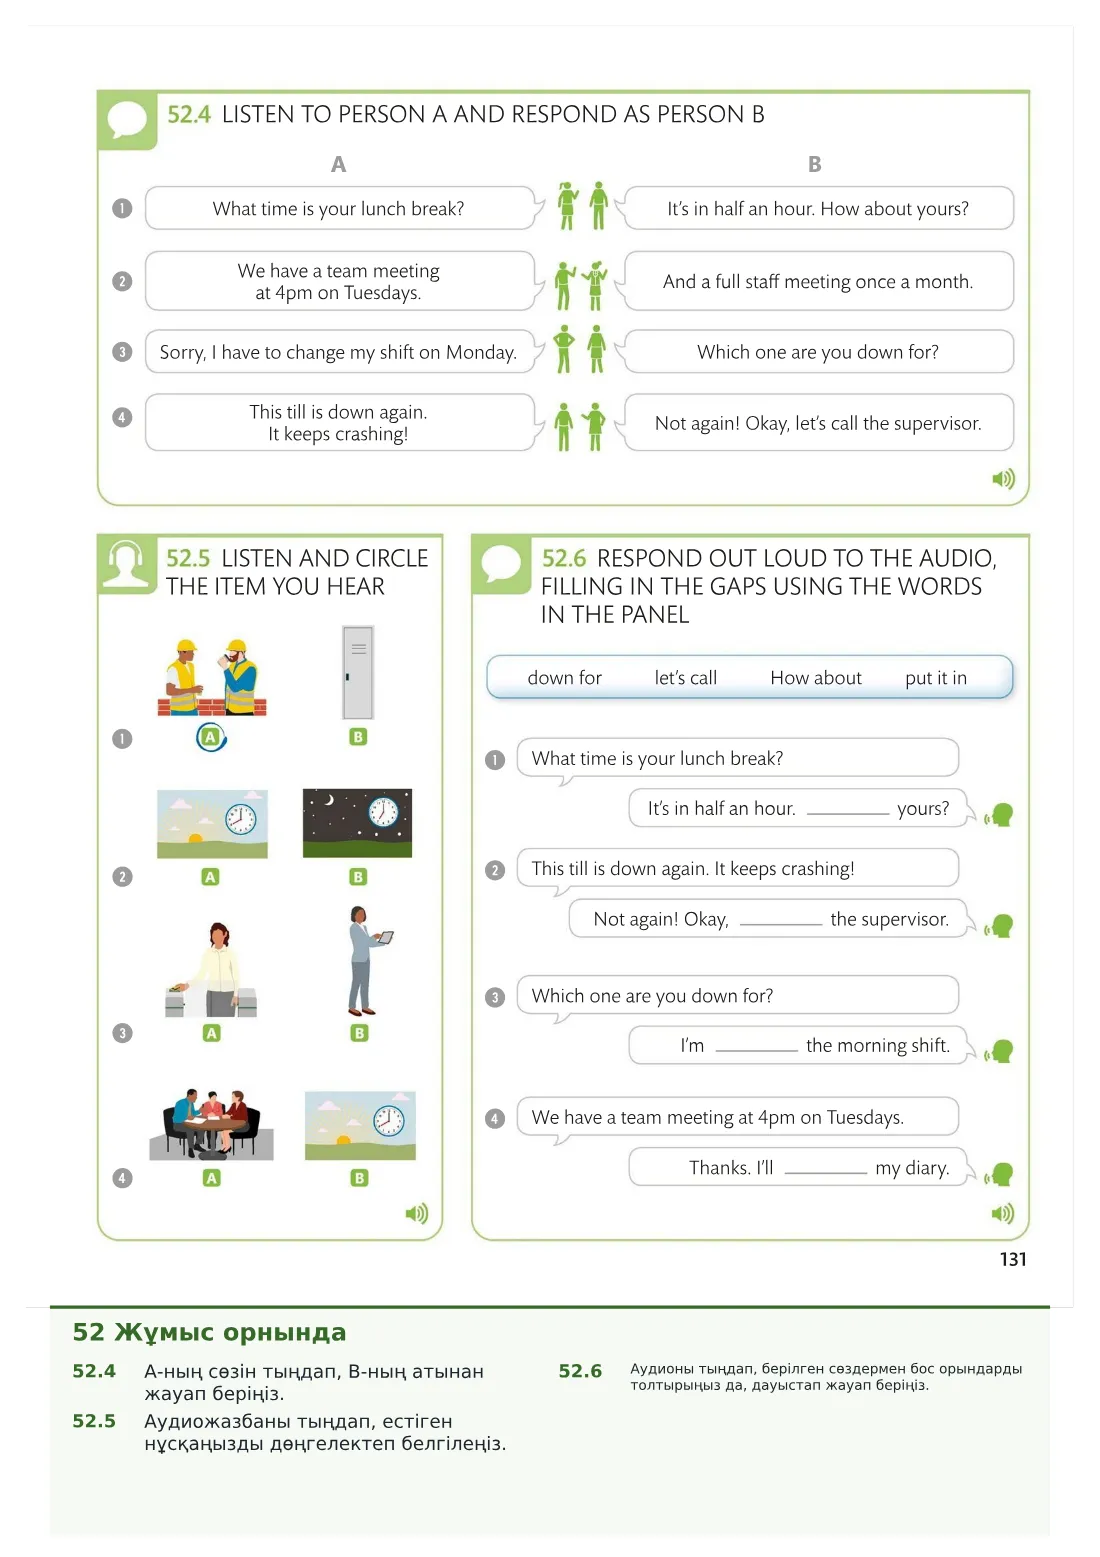 52.4 LISTEN TO PERSON A AND RESPOND AS PERSON B
A
B
1
What time is your lunch break?
It's in half an hour. How about yours?
2
We have a team meeting
at 4pm on Tuesdays.
And a full staff meeting once a month.
3
Sorry, I have to change my shift on Monday.
Which one are you down for?
4
This till is down again.
It keeps crashing!
Not again! Okay, let's call the supervisor.
52.5 LISTEN AND CIRCLE
THE ITEM YOU HEAR
1
A
B
2
A
B
3
A
B
4
A
B
52.6 RESPOND OUT LOUD TO THE AUDIO,
FILLING IN THE GAPS USING THE WORDS
IN THE PANEL
down for let's call How about put it in
1
What time is your lunch break?
It's in half an hour. ________ yours?
2
This till is down again. It keeps crashing!
Not again! Okay, ________ the supervisor.
3
Which one are you down for?
I'm ________ the morning shift.
4
We have a team meeting at 4pm on Tuesdays.
Thanks. I'll ________ my diary.
131
52 Жұмыс орнында
52.4 А-ның сөзін тыңдап, В-ның атынан
жауап беріңіз.
52.5 Аудиожазбаны тыңдап, естіген
нұсқаңызды дөңгелектеп белгілеңіз.
52.6 Аудионы тыңдап, берілген сөздермен бос орындарды
толтырыңыз да, дауыстап жауап беріңіз.